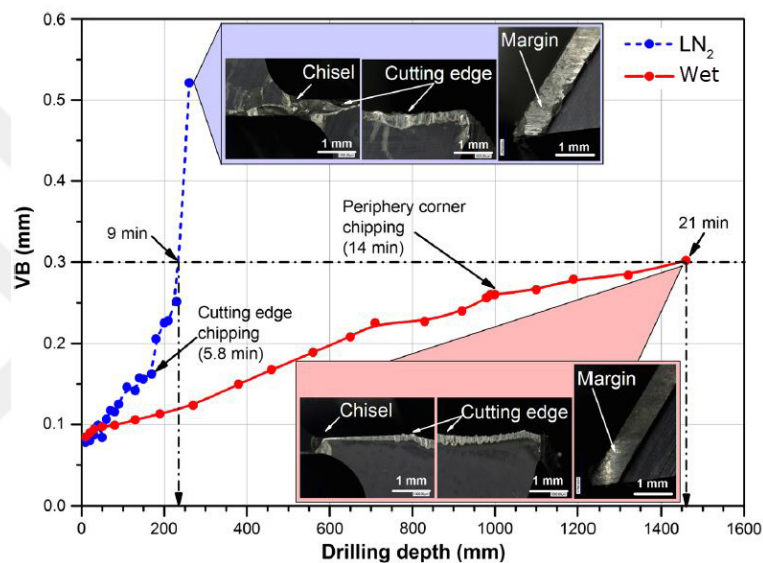 0.6
0.5
0.4
0.3
0.2
0.1
0.0
VB (mm)
0
200
400
600
800
1000
1200
1400
1600
Drilling depth (mm)
LN2
Wet
Chisel
Cutting edge
Margin
1 mm
1 mm
1 mm
9 min
Periphery corner
chipping
(14 min)
21 min
Cutting edge
chipping
(5.8 min)
Chisel
Cutting edge
Margin
1 mm
1 mm
1 mm